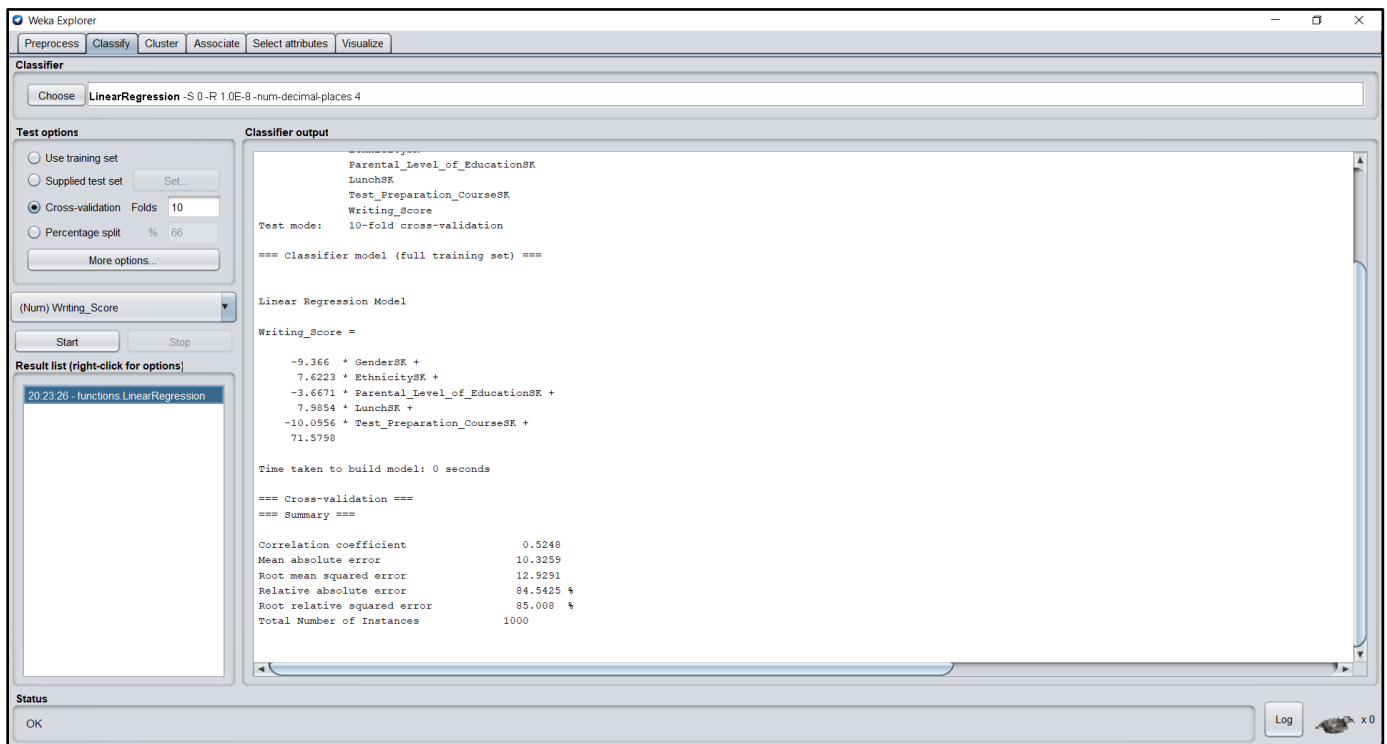 Weka Explorer
Preprocess Classify Cluster Associate Select attributes Visualize
Classifier
Choose LinearRegression -S 0 -R 1.0E-8 -num-decimal-places 4
Test options
Use training set
Supplied test set Set...
Cross-validation Folds 10
Percentage split % 66
More options...
(Num) Writing_Score
Start Stop
Result list (right-click for options)
20:23:26 - functions.LinearRegression
Classifier output
Parental_Level_of_EducationSK
LunchSK
Test_Preparation_CourseSK
Writing_Score
Test mode: 10-fold cross-validation
=== Classifier model (full training set) ===
Linear Regression Model
Writing_Score =
-9.366 * GenderSK +
7.6223 * EthnicitySK +
-3.6671 * Parental_Level_of_EducationSK +
7.9854 * LunchSK +
-10.0956 * Test_Preparation_CourseSK +
71.5798
Time taken to build model: 0 seconds
=== Cross-validation ===
=== Summary ===
Correlation coefficient 0.5248
Mean absolute error 10.3259
Root mean squared error 12.9291
Relative absolute error 84.5425 %
Root relative squared error 85.008 %
Total Number of Instances 1000
Status
OK
Log x 0